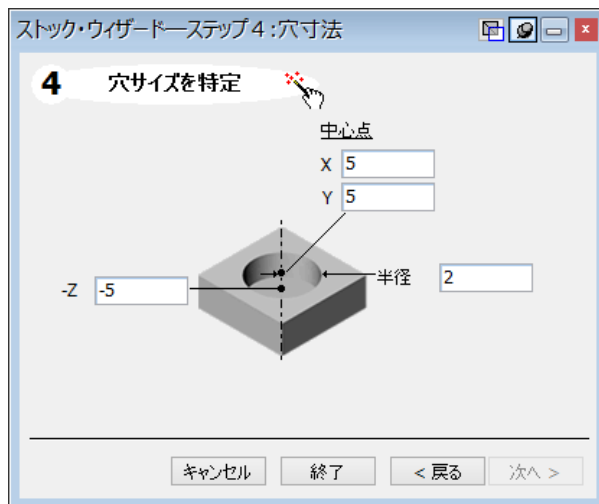 ストック・ウィザード―ステップ4:穴寸法
4 穴サイズを特定
中心点
X 5
Y 5
-Z -5
半径 2
キャンセル 終了 < 戻る 次へ >